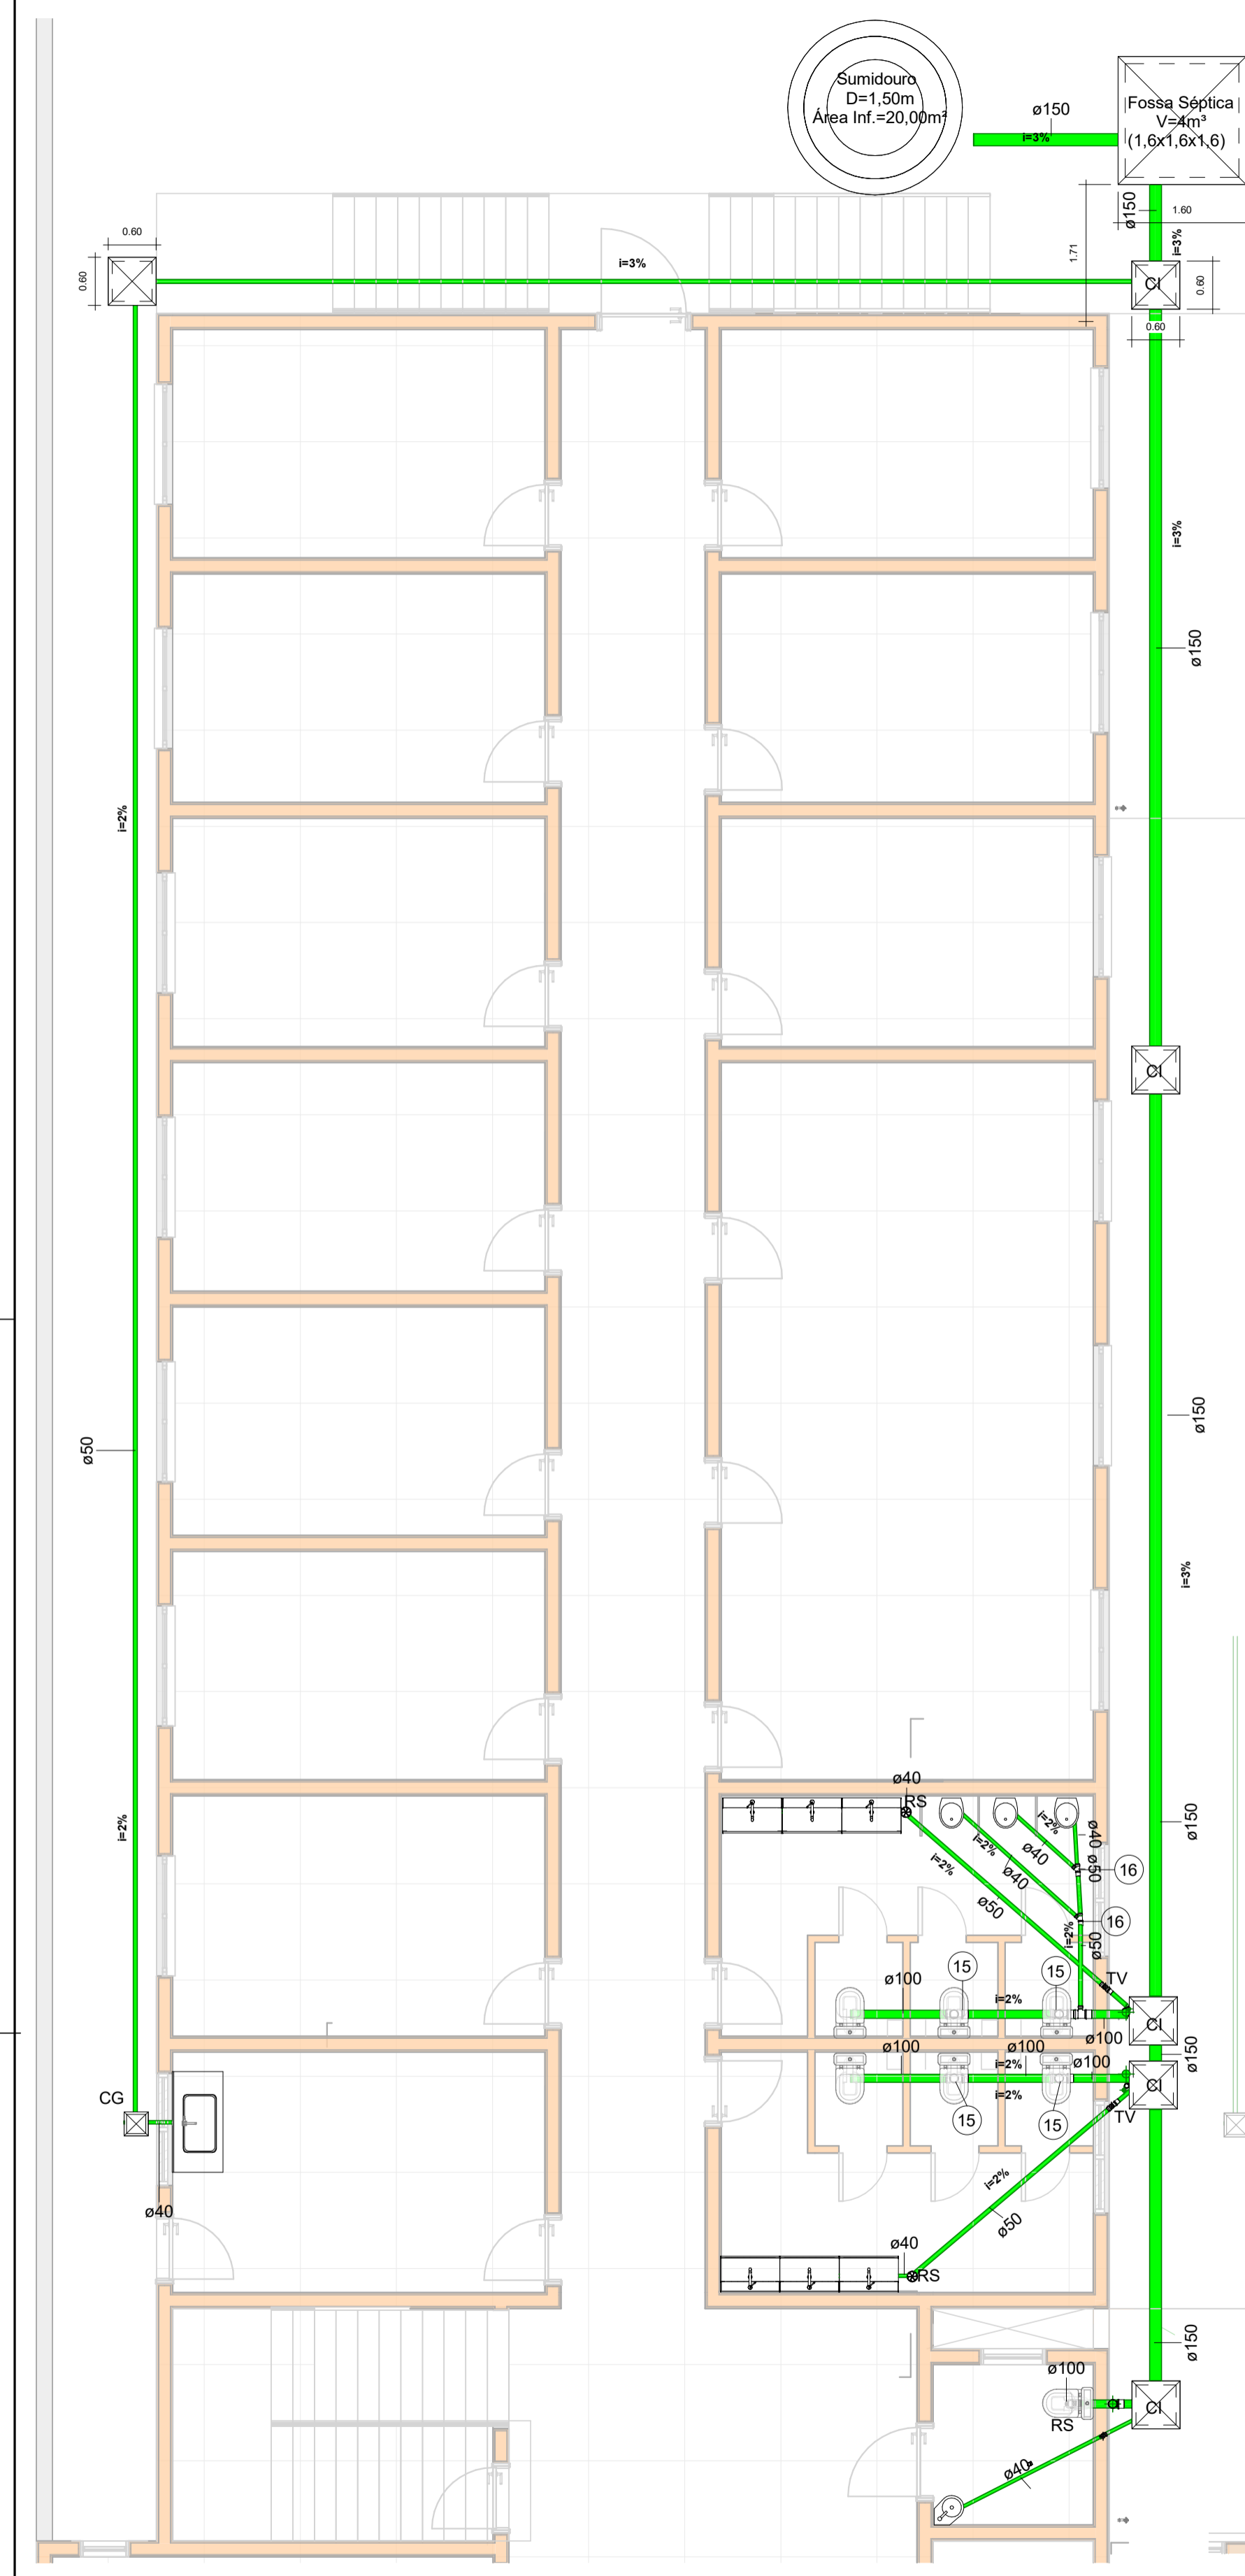 Sumidouro
D=1,50m
Área Inf.=20,00m²
ø150
i=3%
Fossa Séptica
V=4m³
(1,6x1,6x1,6)
ø150
1.60
i=3%
1.71
0.60
0.60
i=3%
CI
0.60
0.60
i=3%
ø150
i=2%
CI
ø150
ø50
i=3%
ø40
RS
i=2%
ø150
i=2%
i=2%
ø40
ø40
ø40
ø50
16
i=2%
ø50
16
i=2%
ø50
TV
15
15
ø100
i=2%
CI
ø100
ø100
ø100
i=2%
ø100
ø150
CI
i=2%
15
15
TV
CG
i=2%
ø50
ø40
ø40
RS
ø150
ø100
CI
RS
ø40